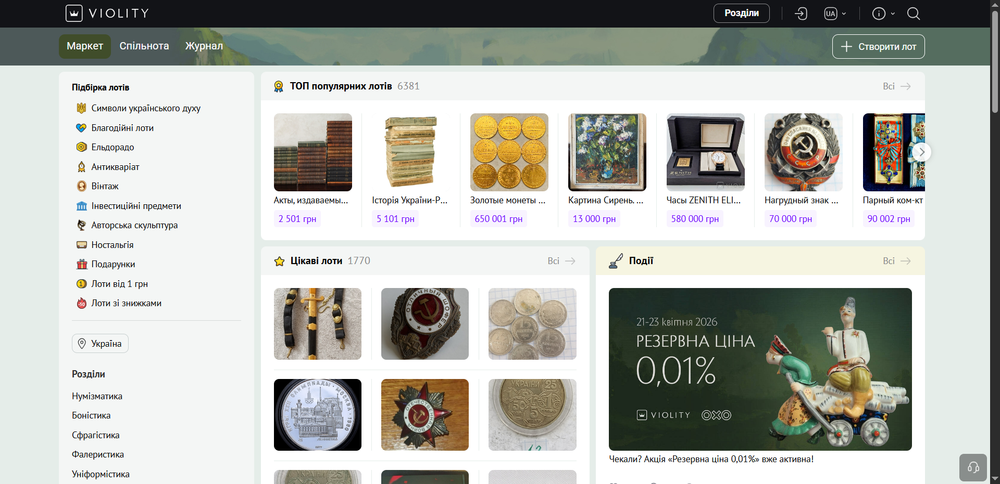 VIOLITY
Розділи
UA
Маркет
Спільнота
Журнал
Створити лот
Підбірка лотів
Символи українського духу
Благодійні лоти
Ельдорадо
Антикваріат
Вінтаж
Інвестиційні предмети
Авторська скульптура
Ностальгія
Подарунки
Лоти від 1 грн
Лоти зі знижками
Україна
Розділи
Нумізматика
Боністика
Сфрагістика
Фалеристика
Уніформістика
ТОП популярних лотів 6381
Всі
Акты, издаваемы...
2 501 грн
Історія України-Р...
5 101 грн
Золотые монеты ...
650 001 грн
Картина Сирень. ...
13 000 грн
ZENITH
Часы ZENITH ELI...
580 000 грн
Нагрудный знак ...
70 000 грн
Парный ком-кт
90 002 грн
Цікаві лоти 1770
Всі
ОТЛИЧНЫЙ ШОФЕР
ОТЕЧЕСТВЕННАЯ ВОЙНА
Події
Всі
21-23 квітня 2026
РЕЗЕРВНА ЦІНА
0,01%
VIOLITY
Чекали? Акція «Резервна ціна 0,01%» вже активна!